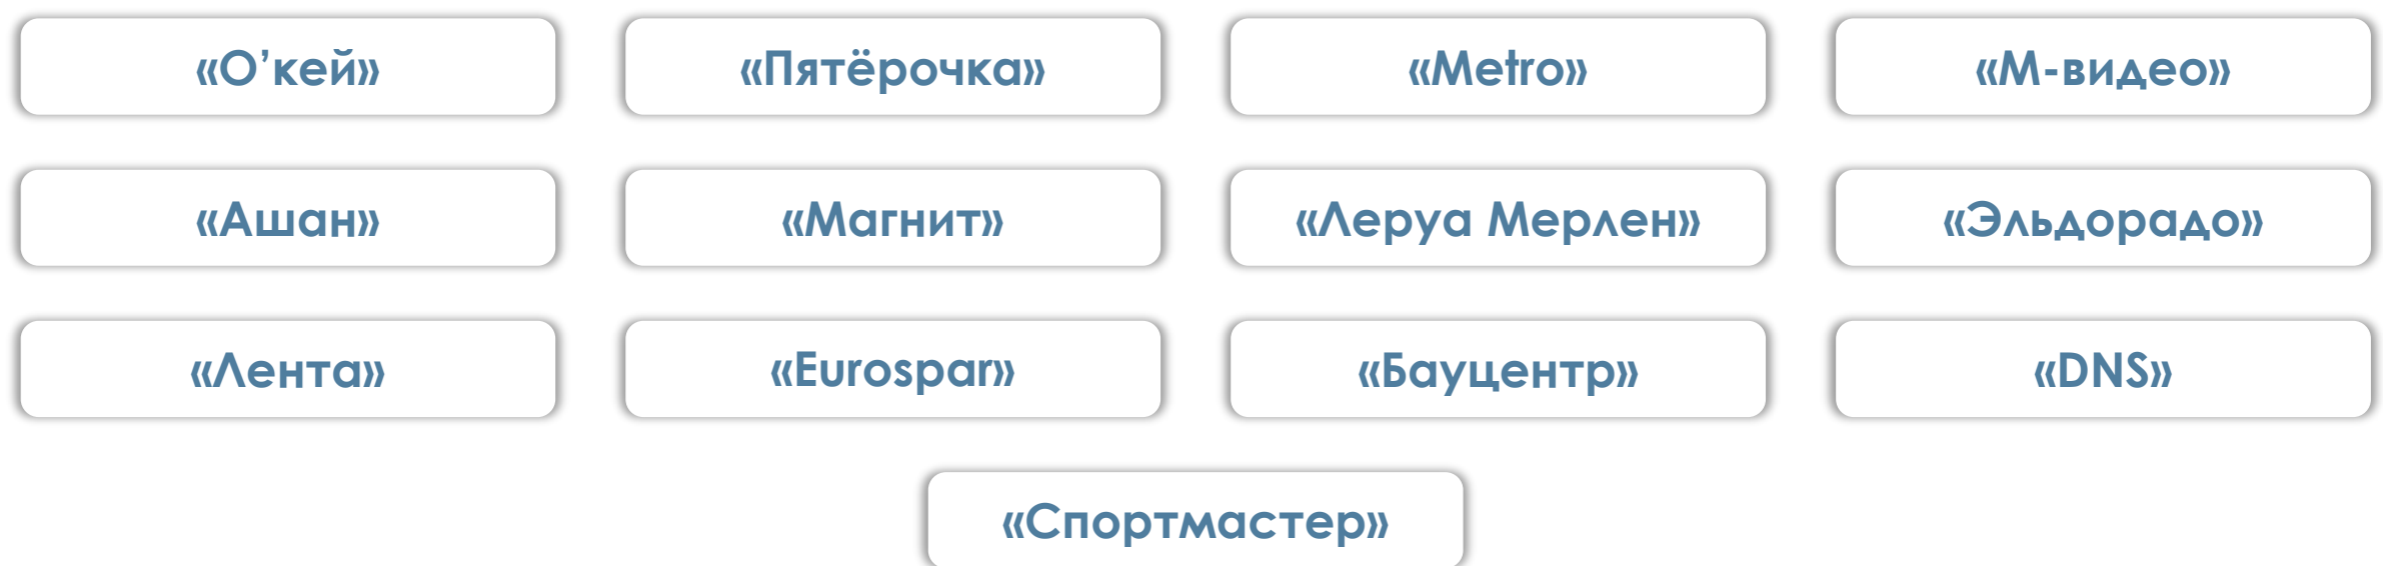 «О’кей» «Пятёрочка» «Metro» «М-видео»
«Ашан» «Магнит» «Леруа Мерлен» «Эльдорадо»
«Лента» «Eurospar» «Бауцентр» «DNS»
«Спортмастер»